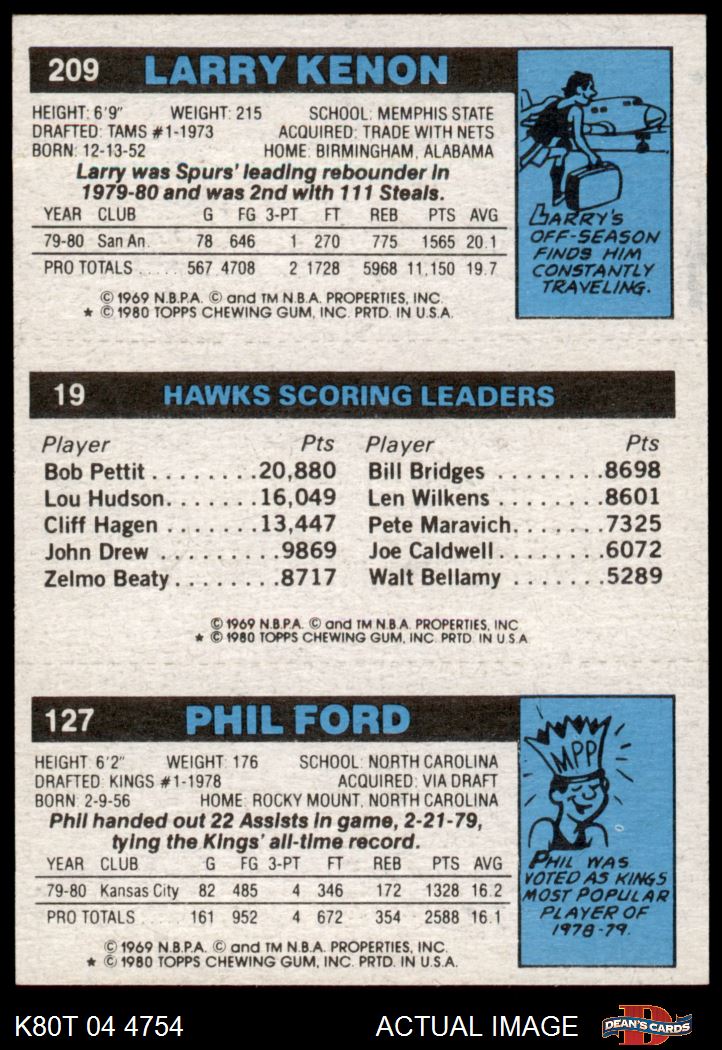 209 LARRY KENON
HEIGHT: 6'9" WEIGHT: 215 SCHOOL: MEMPHIS STATE
DRAFTED: TAMS #1-1973 ACQUIRED: TRADE WITH NETS
BORN: 12-13-52 HOME: BIRMINGHAM, ALABAMA
Larry was Spurs' leading rebounder in
1979-80 and was 2nd with 111 Steals.
YEAR CLUB G FG 3-PT FT REB PTS AVG
79-80 San An. 78 646 1 270 775 1565 20.1
PRO TOTALS ..... 567 4708 2 1728 5968 11,150 19.7
© 1969 N.B.P.A. © and TM N.B.A. PROPERTIES, INC.
* © 1980 TOPPS CHEWING GUM, INC. PRTD. IN U.S.A.
LARRY'S
OFF-SEASON
FINDS HIM
CONSTANTLY
TRAVELING.
19 HAWKS SCORING LEADERS
Player Pts Player Pts
Bob Pettit ........20,880 Bill Bridges ........8698
Lou Hudson........16,049 Len Wilkens ........8601
Cliff Hagen ........13,447 Pete Maravich.......7325
John Drew .........9869 Joe Caldwell........6072
Zelmo Beaty........8717 Walt Bellamy .......5289
© 1969 N.B.P.A. © and TM N.B.A. PROPERTIES, INC
* © 1980 TOPPS CHEWING GUM, INC. PRTD. IN U.S.A
127 PHIL FORD
HEIGHT: 6'2" WEIGHT: 176 SCHOOL: NORTH CAROLINA
DRAFTED: KINGS #1-1978 ACQUIRED: VIA DRAFT
BORN: 2-9-56 HOME: ROCKY MOUNT, NORTH CAROLINA
Phil handed out 22 Assists in game, 2-21-79,
tying the Kings' all-time record.
YEAR CLUB G FG 3-PT FT REB PTS AVG
79-80 Kansas City 82 485 4 346 172 1328 16.2
PRO TOTALS ..... 161 952 4 672 354 2588 16.1
© 1969 N.B.P.A. © and TM N.B.A. PROPERTIES, INC.
* © 1980 TOPPS CHEWING GUM, INC. PRTD. IN U.S.A.
MPP
PHIL WAS
VOTED AS KINGS
MOST POPULAR
PLAYER OF
1978-79.
K80T 04 4754 ACTUAL IMAGE D DEAN'S CARDS